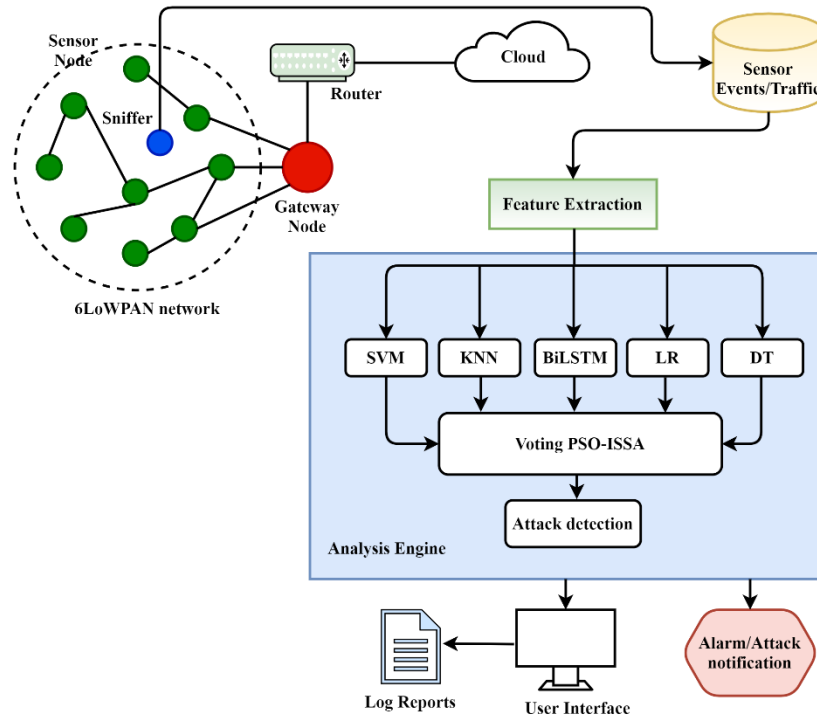 Sensor
Node
Sniffer
Router
Cloud
Sensor
Events/Traffic
Gateway
Node
6LoWPAN network
Feature Extraction
SVM
KNN
BiLSTM
LR
DT
Voting PSO-ISSA
Attack detection
Analysis Engine
Log Reports
User Interface
Alarm/Attack
notification